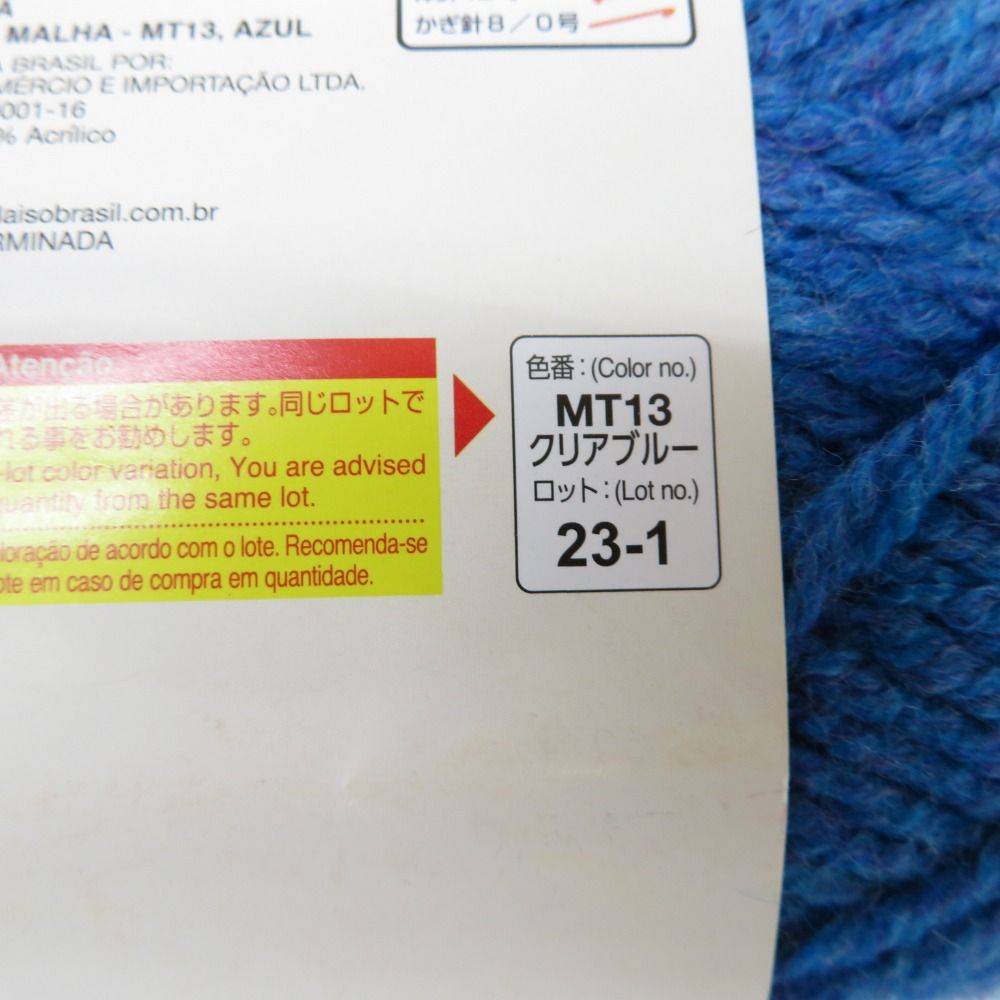 かぎ針8/0号
MALHA - MT13, AZUL
BRASIL POR:
MÉRCIO E IMPORTAÇÃO LTDA.
001-16
% Acrílico
laisobrasil.com.br
RMINADA
Atenção
差が出る場合があります。同じロットで
れる事をお勧めします。
-lot color variation, You are advised
quantity from the same lot.
loração de acordo com o lote. Recomenda-se
ote em caso de compra em quantidade.
色番:(Color no.)
MT13
クリアブルー
ロット:(Lot no.)
23-1